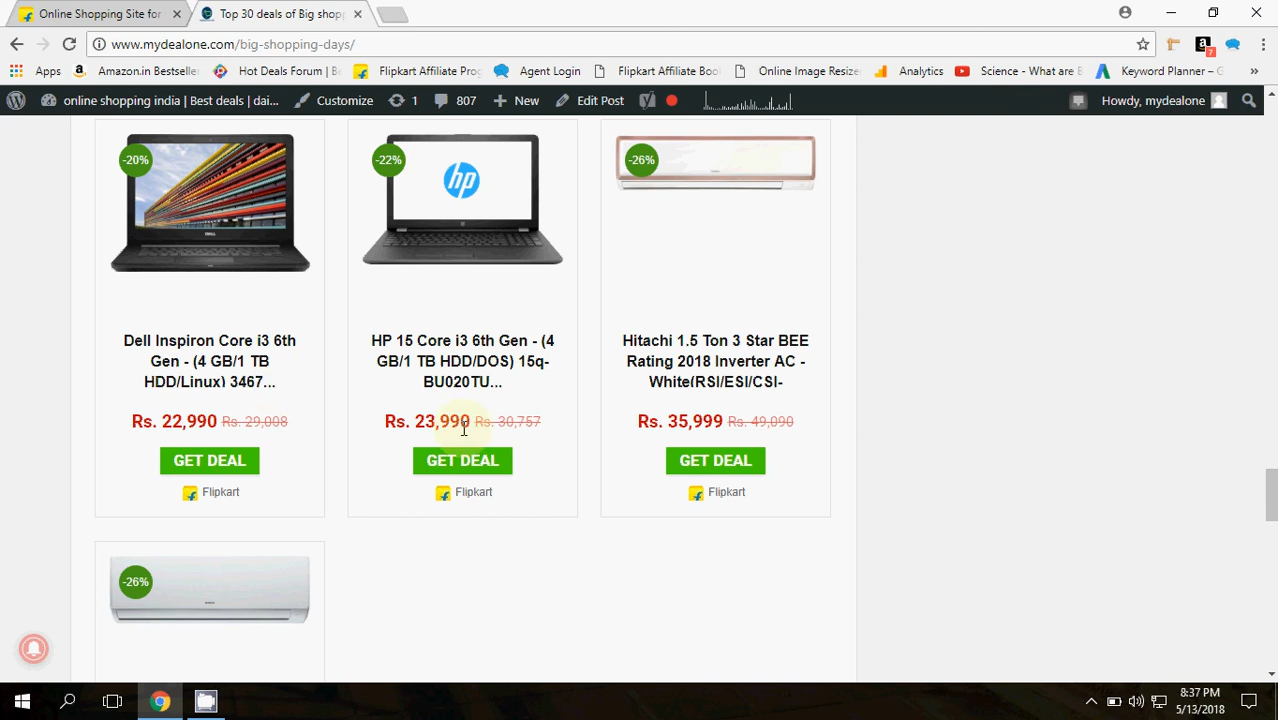 Online Shopping Site for
Top 30 deals of Big shopp
www.mydealone.com/big-shopping-days/
7
Apps
Amazon.in Bestselle
Hot Deals Forum | Be
Flipkart Affiliate Prog
Agent Login
Flipkart Affiliate Boo
Online Image Resize
Analytics
Science - What are B
Keyword Planner – G
»
online shopping india | Best deals | dai...
Customize
1
807
New
Edit Post
Howdy, mydealone
-20%
DELL
-22%
hp
-26%
Dell Inspiron Core i3 6th
Gen - (4 GB/1 TB
HDD/Linux) 3467...
HP 15 Core i3 6th Gen - (4
GB/1 TB HDD/DOS) 15q-
BU020TU...
Hitachi 1.5 Ton 3 Star BEE
Rating 2018 Inverter AC -
White(RSI/ESI/CSI-
Rs. 22,990 Rs. 29,008
Rs. 23,990 Rs. 30,757
Rs. 35,999 Rs. 49,090
GET DEAL
GET DEAL
GET DEAL
Flipkart
Flipkart
Flipkart
-26%
8:37 PM
5/13/2018